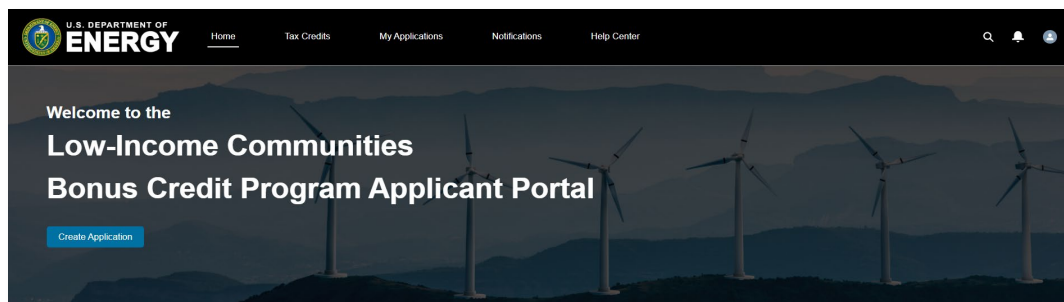 U.S. DEPARTMENT OF
ENERGY
Home
Tax Credits
My Applications
Notifications
Help Center
Welcome to the
Low-Income Communities
Bonus Credit Program Applicant Portal
Create Application